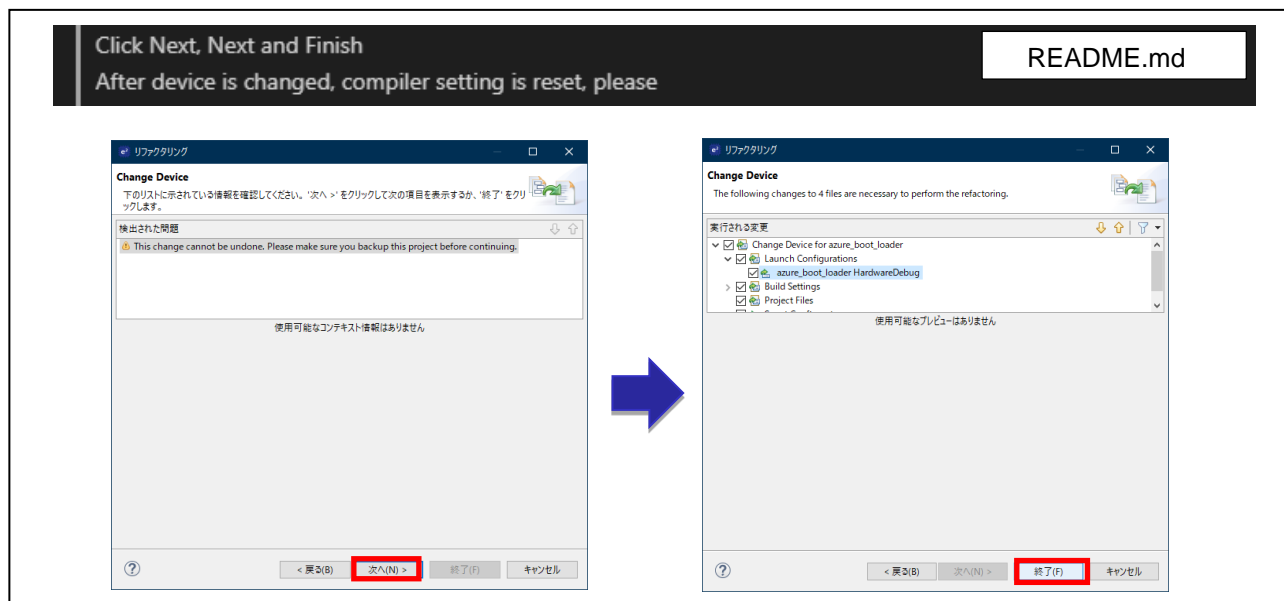 Click Next, Next and Finish
After device is changed, compiler setting is reset, please
README.md
e² リファクタリング
Change Device
下のリストに示されている情報を確認してください。'次へ >' をクリックして次の項目を表示するか、'終了' をクリ
ックします。
検出された問題
This change cannot be undone. Please make sure you backup this project before continuing.
使用可能なコンテキスト情報はありません
< 戻る(B)
次へ(N) >
終了(F)
キャンセル
e² リファクタリング
Change Device
The following changes to 4 files are necessary to perform the refactoring.
実行される変更
Change Device for azure_boot_loader
Launch Configurations
azure_boot_loader HardwareDebug
Build Settings
Project Files
使用可能なプレビューはありません
< 戻る(B)
次へ(N) >
終了(F)
キャンセル